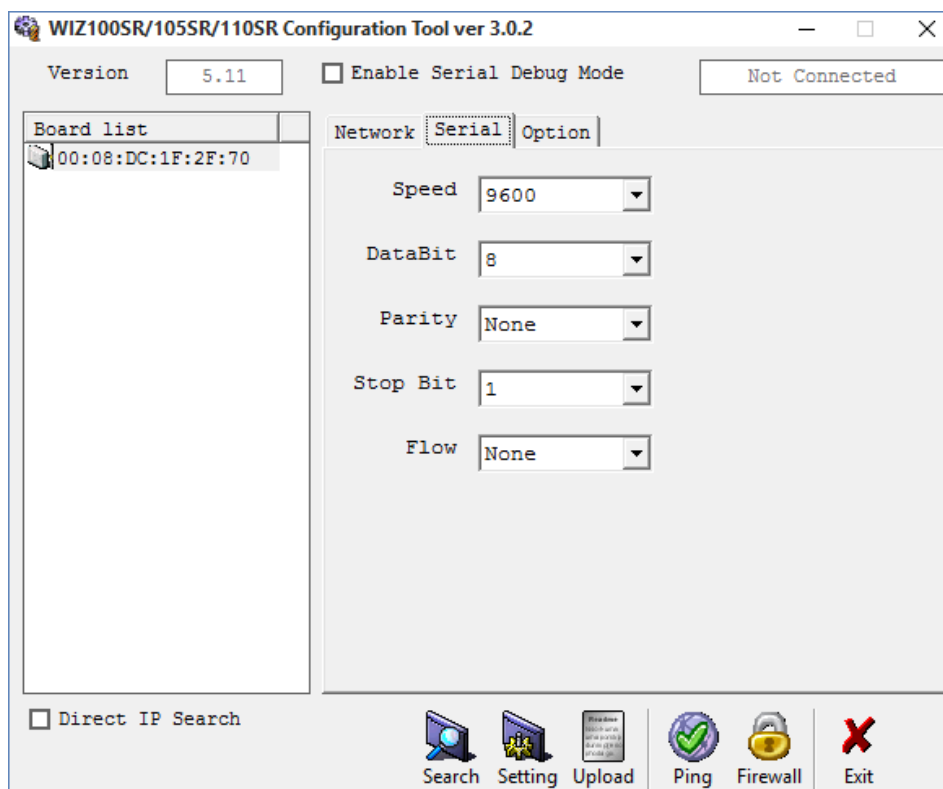 WIZ100SR/105SR/110SR Configuration Tool ver 3.0.2
Version 5.11 Enable Serial Debug Mode Not Connected
Board list
00:08:DC:1F:2F:70
Network Serial Option
Speed 9600
DataBit 8
Parity None
Stop Bit 1
Flow None
Direct IP Search
Search Setting Upload Ping Firewall Exit